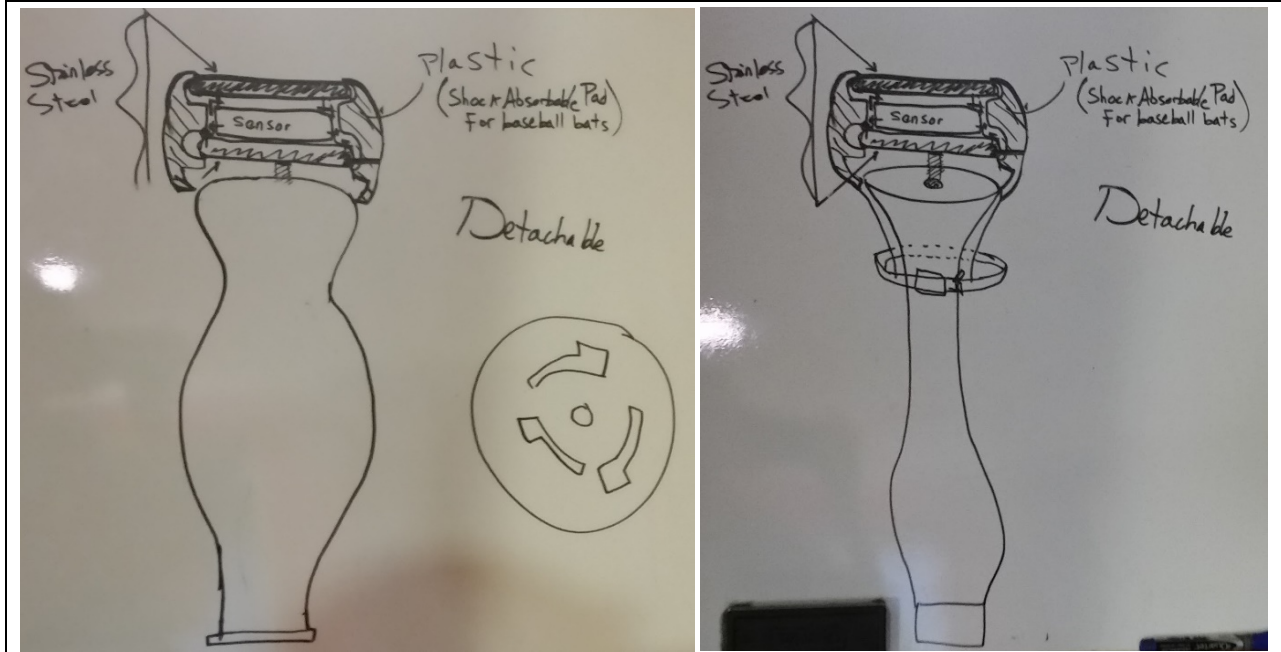 Stainless
Steel
Plastic
(Shock Absorbable Pad
For baseball bats)
Sensor
Detachable
Stainless
Steel
Plastic
(Shock Absorbable Pad
For baseball bats)
Sensor
Detachable